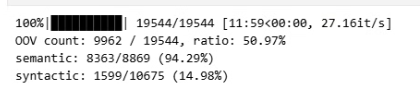 100%|██████████| 19544/19544 [11:59<00:00, 27.16it/s]
OOV count: 9962 / 19544, ratio: 50.97%
semantic: 8363/8869 (94.29%)
syntactic: 1599/10675 (14.98%)